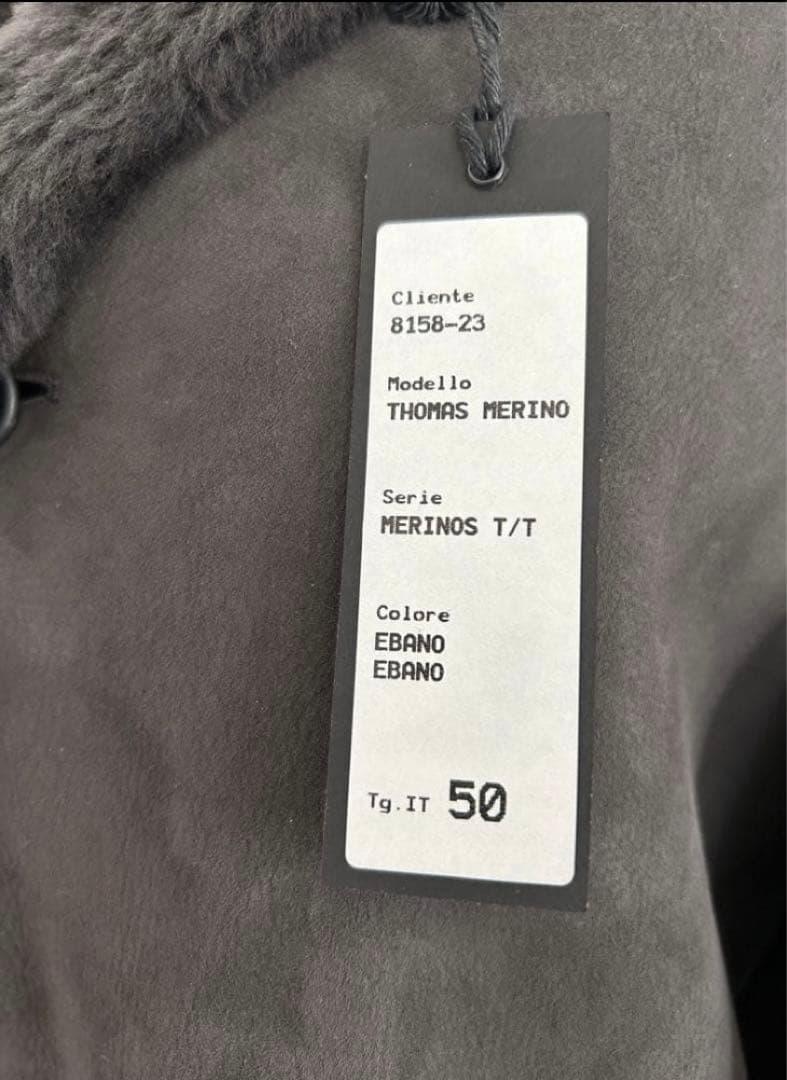 Cliente
8158-23
Modello
THOMAS MERINO
Serie
MERINOS T/T
Colore
EBANO
EBANO
Tg.IT 50